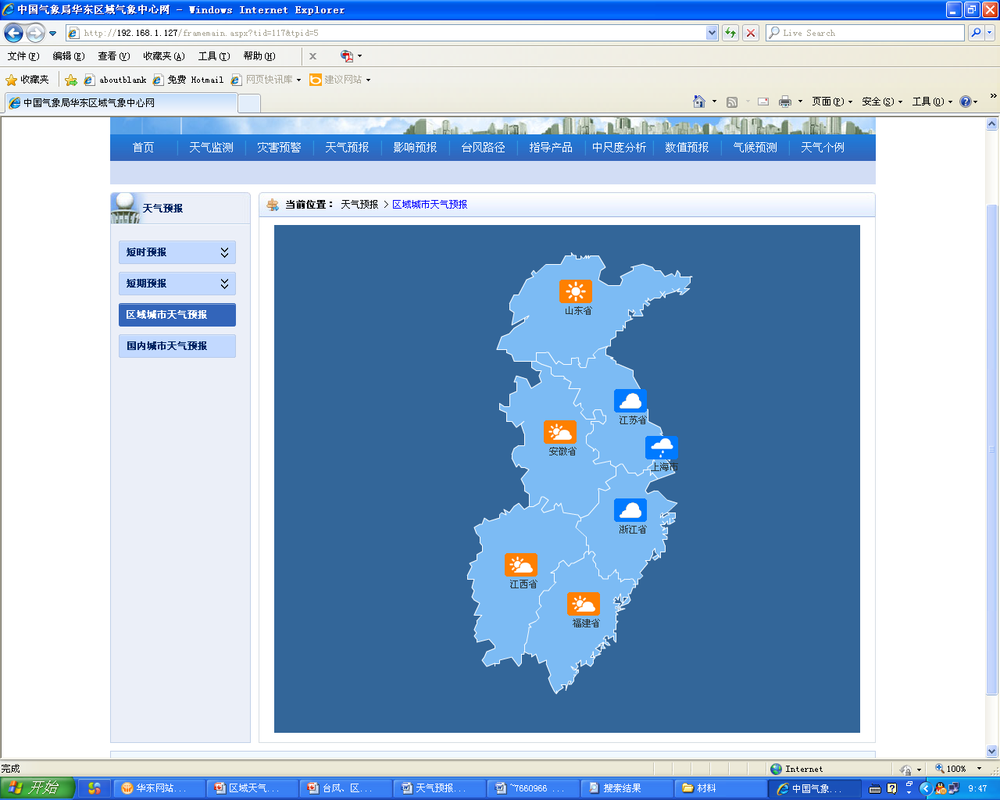 中国气象局华东区域气象中心网 - Windows Internet Explorer
http://192.168.1.127/framemain.aspx?tid=117&tpid=5
Live Search
文件(F) 编辑(E) 查看(V) 收藏夹(A) 工具(T) 帮助(H)
收藏夹 aboutblank 免费 Hotmail 网页快讯库 建议网站
中国气象局华东区域气象中心网
页面(P) 安全(S) 工具(O)
首页 天气监测 灾害预警 天气预报 影响预报 台风路径 指导产品 中尺度分析 数值预报 气候预测 天气个例
天气预报
短时预报
短期预报
区域城市天气预报
国内城市天气预报
当前位置: 天气预报 > 区域城市天气预报
山东省
江苏省
安徽省
上海市
浙江省
江西省
福建省
完成
Internet
100%
开始
华东网站...
区域天气...
台风、区...
天气预报...
~7660966 ...
搜索结果
材料
中国气象...
9:47